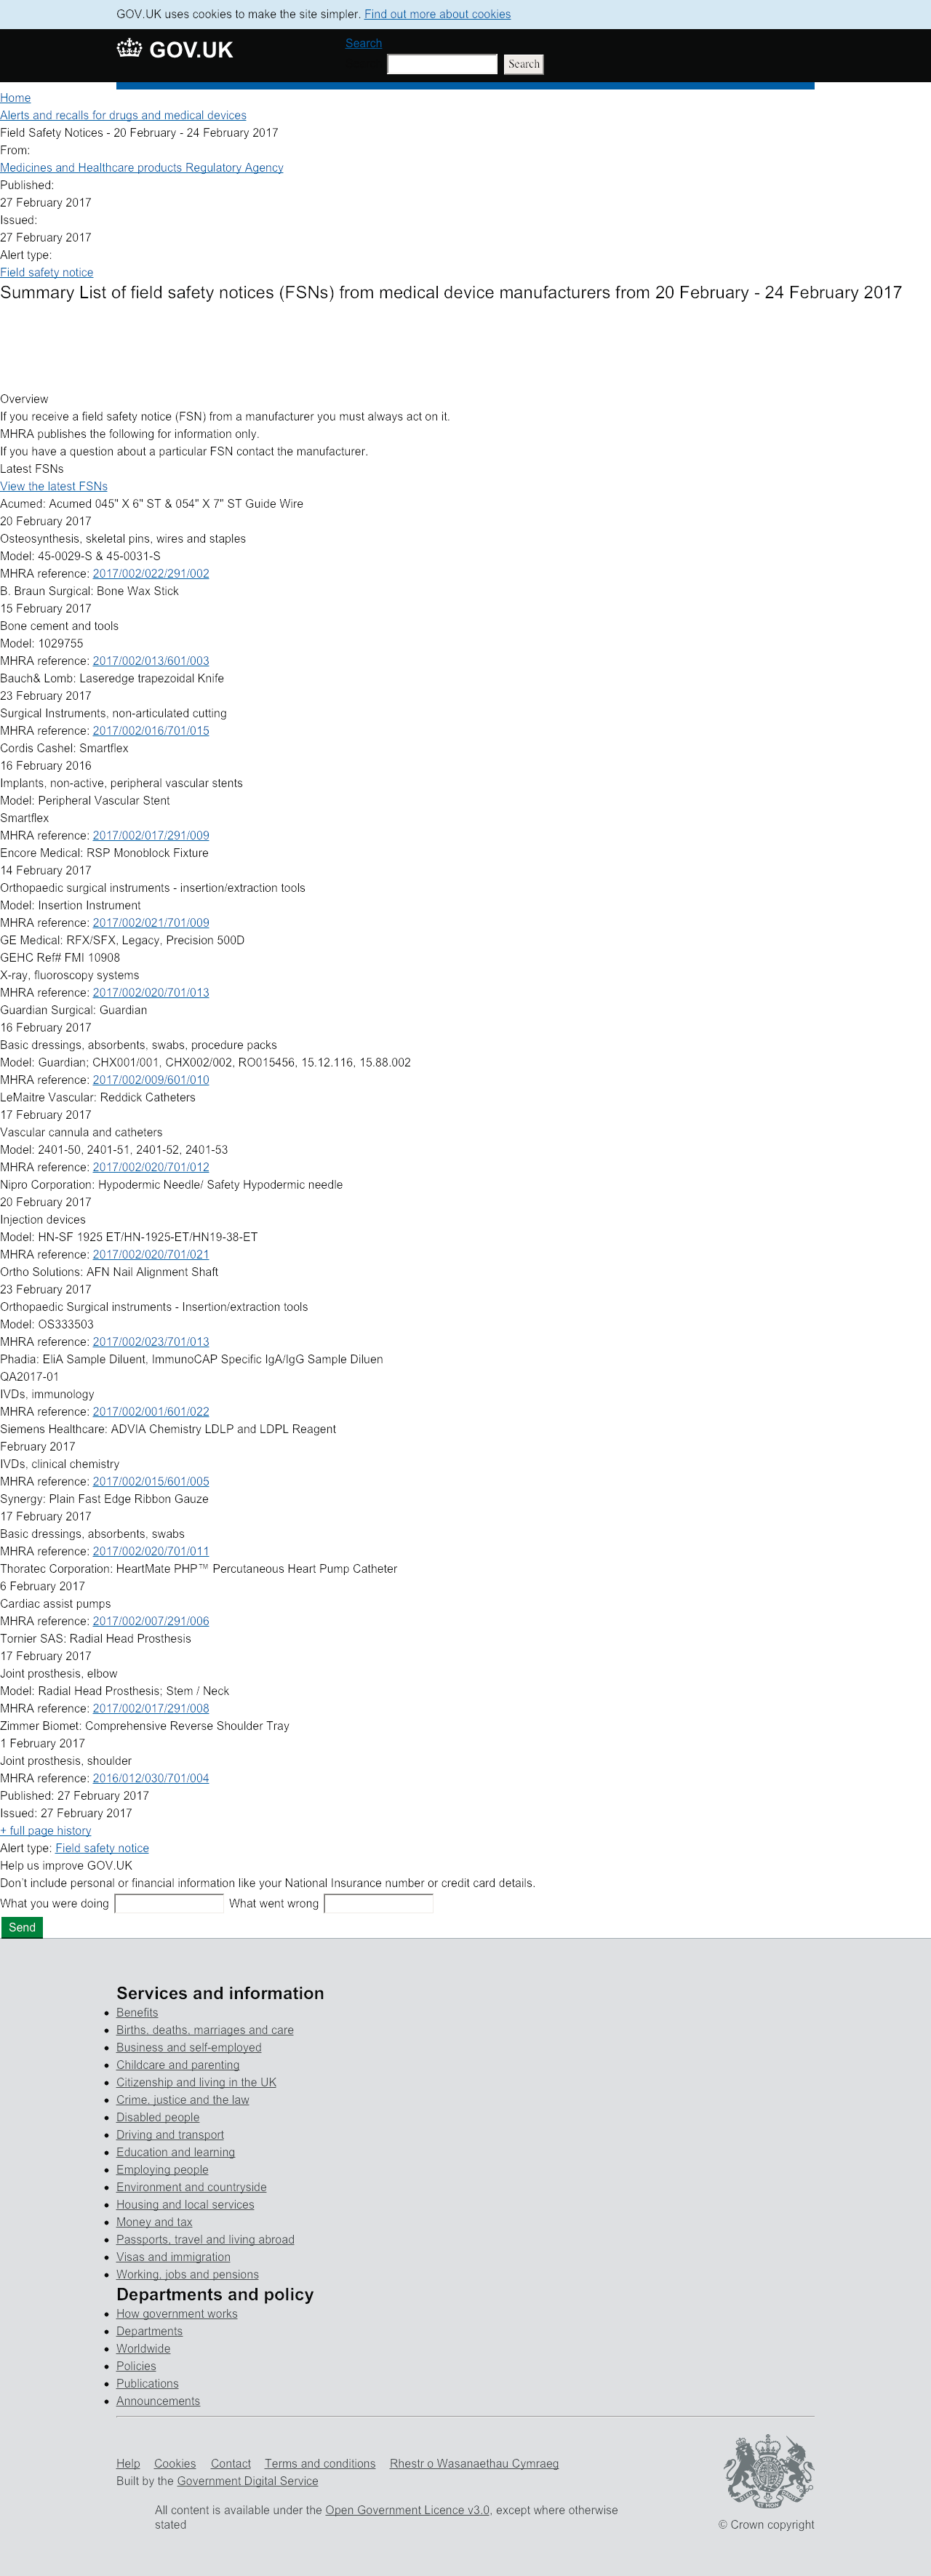 GOV.UK uses cookies to make the site simpler. Find out more about cookies
GOV.UK
Search
Search
Home
Alerts and recalls for drugs and medical devices
Field Safety Notices - 20 February - 24 February 2017
From:
Medicines and Healthcare products Regulatory Agency
Published:
27 February 2017
Issued:
27 February 2017
Alert type:
Field safety notice
Summary List of field safety notices (FSNs) from medical device manufacturers from 20 February - 24 February 2017
Overview
If you receive a field safety notice (FSN) from a manufacturer you must always act on it.
MHRA publishes the following for information only.
If you have a question about a particular FSN contact the manufacturer.
Latest FSNs
View the latest FSNs
Acumed: Acumed 045" X 6" ST & 054" X 7" ST Guide Wire
20 February 2017
Osteosynthesis, skeletal pins, wires and staples
Model: 45-0029-S & 45-0031-S
MHRA reference: 2017/002/022/291/002
B. Braun Surgical: Bone Wax Stick
15 February 2017
Bone cement and tools
Model: 1029755
MHRA reference: 2017/002/013/601/003
Bauch& Lomb: Laseredge trapezoidal Knife
23 February 2017
Surgical Instruments, non-articulated cutting
MHRA reference: 2017/002/016/701/015
Cordis Cashel: Smartflex
16 February 2016
Implants, non-active, peripheral vascular stents
Model: Peripheral Vascular Stent
Smartflex
MHRA reference: 2017/002/017/291/009
Encore Medical: RSP Monoblock Fixture
14 February 2017
Orthopaedic surgical instruments - insertion/extraction tools
Model: Insertion Instrument
MHRA reference: 2017/002/021/701/009
GE Medical: RFX/SFX, Legacy, Precision 500D
GEHC Ref# FMI 10908
X-ray, fluoroscopy systems
MHRA reference: 2017/002/020/701/013
Guardian Surgical: Guardian
16 February 2017
Basic dressings, absorbents, swabs, procedure packs
Model: Guardian; CHX001/001, CHX002/002, RO015456, 15.12.116, 15.88.002
MHRA reference: 2017/002/009/601/010
LeMaitre Vascular: Reddick Catheters
17 February 2017
Vascular cannula and catheters
Model: 2401-50, 2401-51, 2401-52, 2401-53
MHRA reference: 2017/002/020/701/012
Nipro Corporation: Hypodermic Needle/ Safety Hypodermic needle
20 February 2017
Injection devices
Model: HN-SF 1925 ET/HN-1925-ET/HN19-38-ET
MHRA reference: 2017/002/020/701/021
Ortho Solutions: AFN Nail Alignment Shaft
23 February 2017
Orthopaedic Surgical instruments - Insertion/extraction tools
Model: OS333503
MHRA reference: 2017/002/023/701/013
Phadia: EliA Sample Diluent, ImmunoCAP Specific IgA/IgG Sample Diluen
QA2017-01
IVDs, immunology
MHRA reference: 2017/002/001/601/022
Siemens Healthcare: ADVIA Chemistry LDLP and LDPL Reagent
February 2017
IVDs, clinical chemistry
MHRA reference: 2017/002/015/601/005
Synergy: Plain Fast Edge Ribbon Gauze
17 February 2017
Basic dressings, absorbents, swabs
MHRA reference: 2017/002/020/701/011
Thoratec Corporation: HeartMate PHP™ Percutaneous Heart Pump Catheter
6 February 2017
Cardiac assist pumps
MHRA reference: 2017/002/007/291/006
Tornier SAS: Radial Head Prosthesis
17 February 2017
Joint prosthesis, elbow
Model: Radial Head Prosthesis; Stem / Neck
MHRA reference: 2017/002/017/291/008
Zimmer Biomet: Comprehensive Reverse Shoulder Tray
1 February 2017
Joint prosthesis, shoulder
MHRA reference: 2016/012/030/701/004
Published: 27 February 2017
Issued: 27 February 2017
+ full page history
Alert type: Field safety notice
Help us improve GOV.UK
Don't include personal or financial information like your National Insurance number or credit card details.
What you were doing What went wrong
Send
Services and information
Benefits
Births, deaths, marriages and care
Business and self-employed
Childcare and parenting
Citizenship and living in the UK
Crime, justice and the law
Disabled people
Driving and transport
Education and learning
Employing people
Environment and countryside
Housing and local services
Money and tax
Passports, travel and living abroad
Visas and immigration
Working, jobs and pensions
Departments and policy
How government works
Departments
Worldwide
Policies
Publications
Announcements
Help Cookies Contact Terms and conditions Rhestr o Wasanaethau Cymraeg
Built by the Government Digital Service
All content is available under the Open Government Licence v3.0, except where otherwise
stated
© Crown copyright